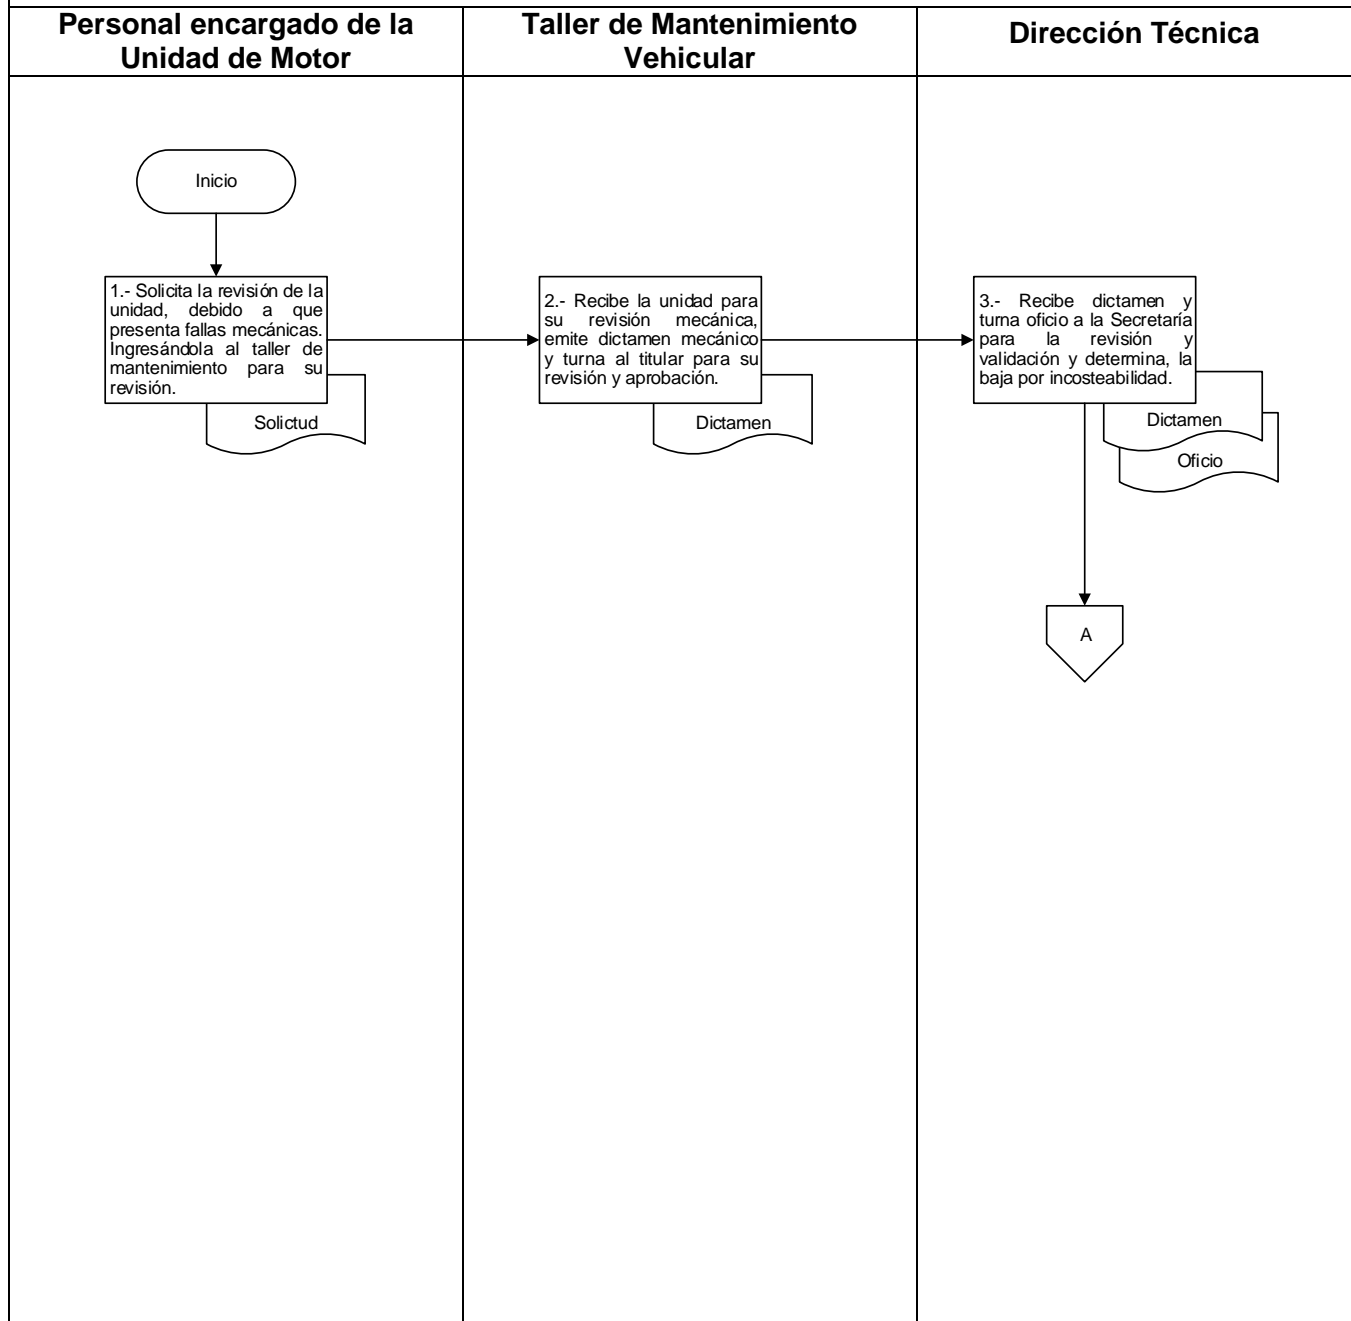 Personal encargado de la
Unidad de Motor
Taller de Mantenimiento
Vehicular
Dirección Técnica
Inicio
1.- Solicita la revisión de la
unidad, debido a que
presenta fallas mecánicas.
Ingresándola al taller de
mantenimiento para su
revisión.
Solictud
2.- Recibe la unidad para
su revisión mecánica,
emite dictamen mecánico
y turna al titular para su
revisión y aprobación.
Dictamen
3.- Recibe dictamen y
turna oficio a la Secretaría
para la revisión y
validación y determina, la
baja por incosteabilidad.
Dictamen
Oficio
A